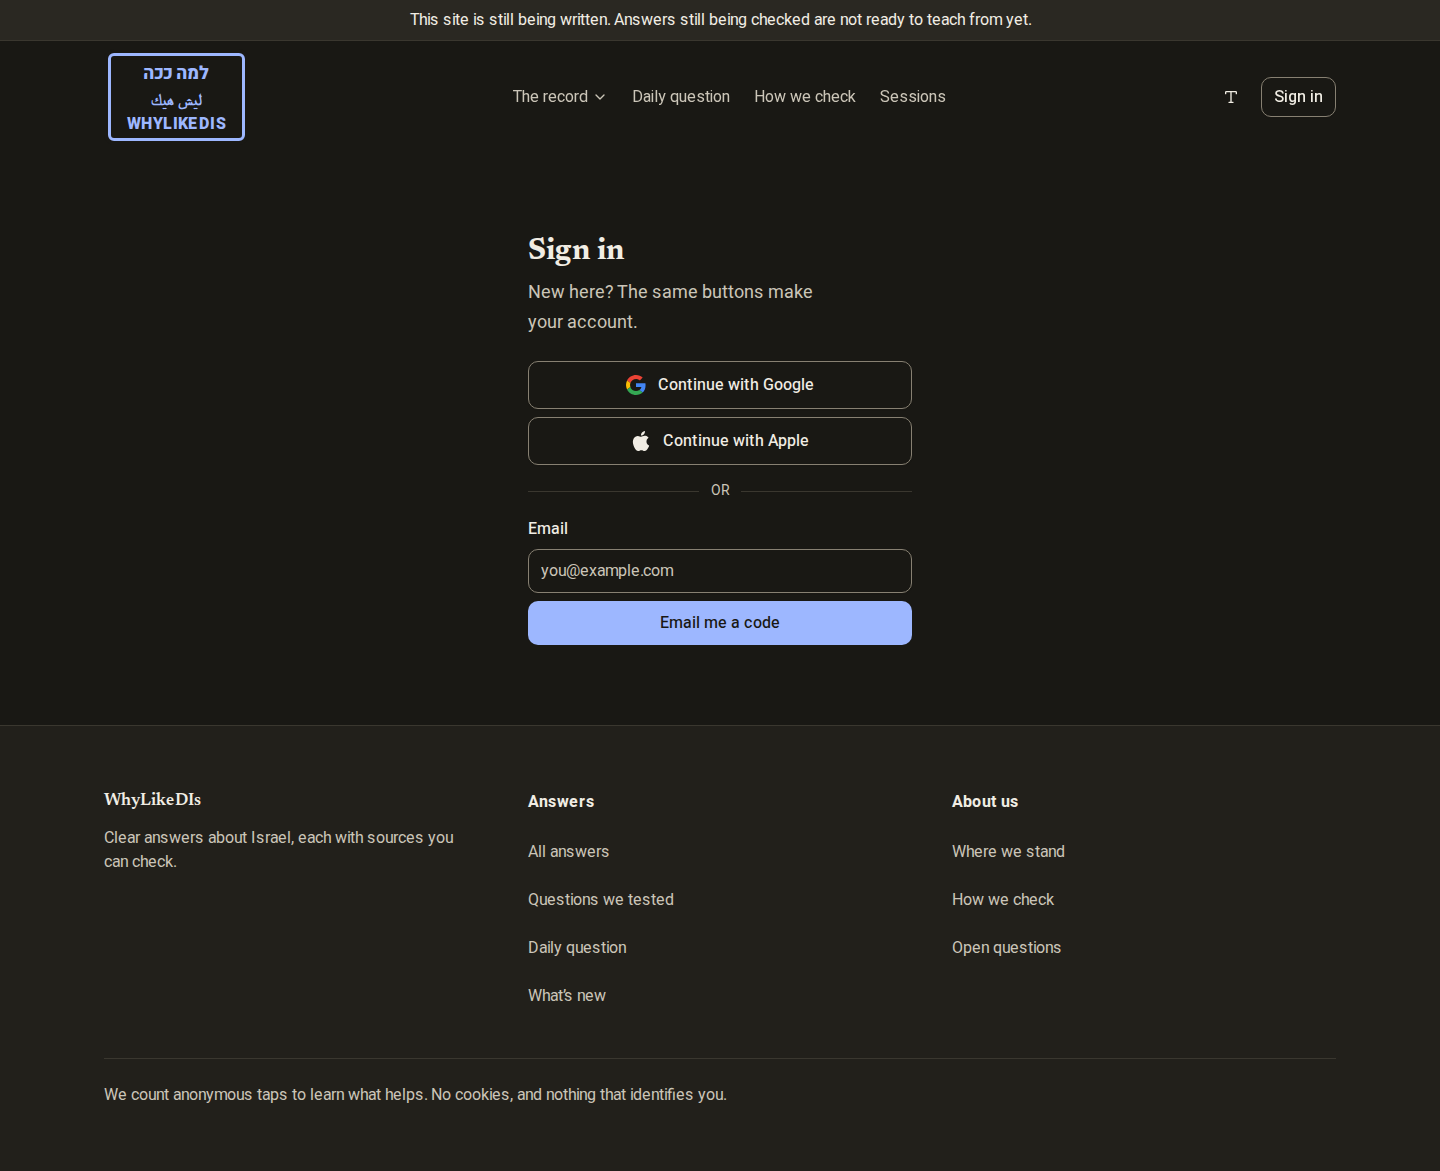 This site is still being written. Answers still being checked are not ready to teach from yet.
למה ככה
ليش هيك
WHYLIKEDIS
The record
Daily question
How we check
Sessions
T
Sign in
Sign in
New here? The same buttons make
your account.
Continue with Google
Continue with Apple
OR
Email
you@example.com
Email me a code
WhyLikeDIs
Clear answers about Israel, each with sources you
can check.
Answers
All answers
Questions we tested
Daily question
What's new
About us
Where we stand
How we check
Open questions
We count anonymous taps to learn what helps. No cookies, and nothing that identifies you.